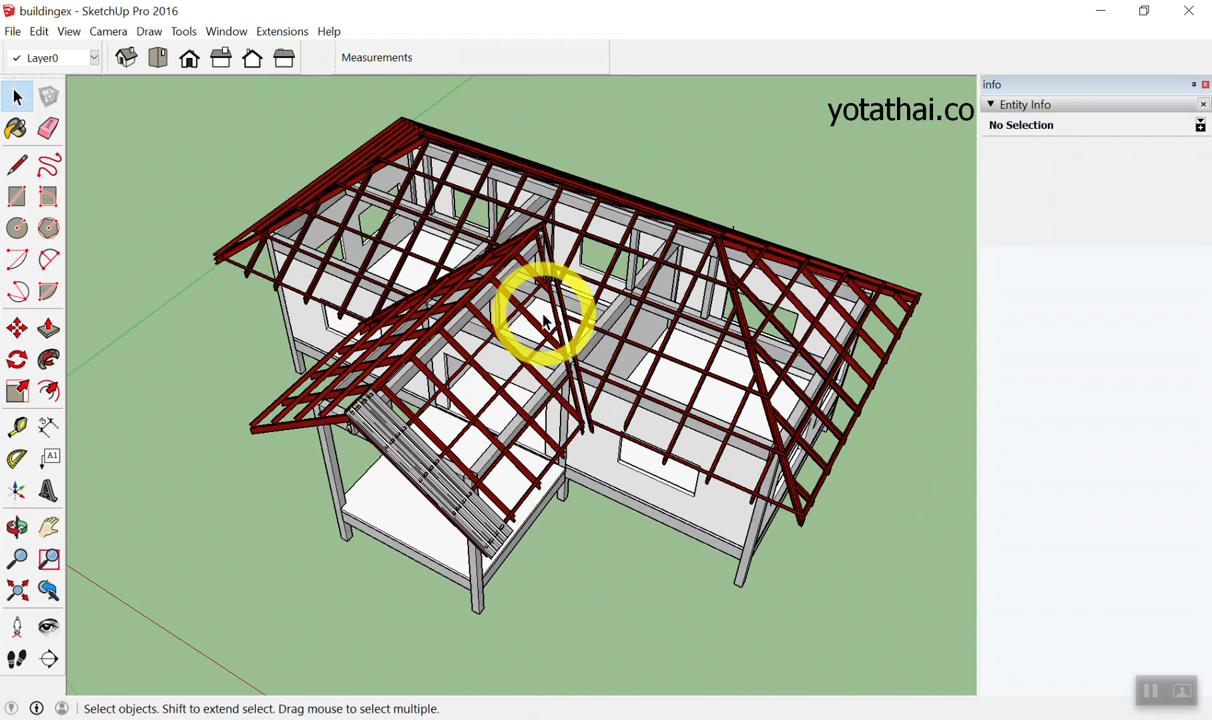 buildingex - SketchUp Pro 2016
File Edit View Camera Draw Tools Window Extensions Help
Layer0
Measurements
info
Entity Info
No Selection
yotathai.co
A1
Select objects. Shift to extend select. Drag mouse to select multiple.